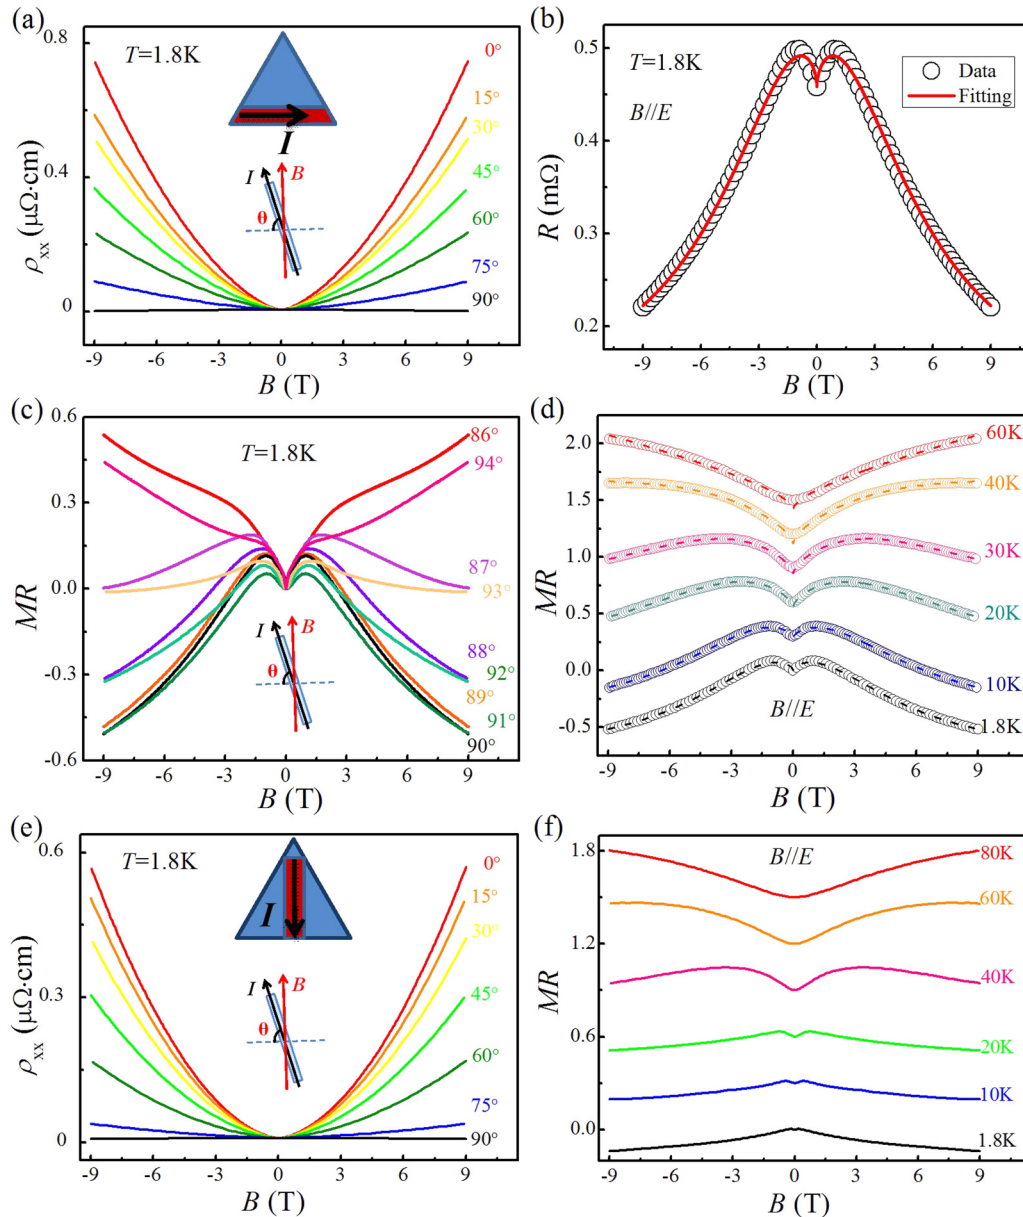 (a)
T=1.8K
I
I
B
θ
0°
15°
30°
45°
60°
75°
90°
0.8
0.4
0
ρxx (μΩ·cm)
-9 -6 -3 0 3 6 9
B (T)
(b)
T=1.8K
B//E
Data
Fitting
0.5
0.4
0.3
0.2
R (mΩ)
-9 -6 -3 0 3 6 9
B (T)
(c)
T=1.8K
86°
94°
87°
93°
88°
92°
89°
91°
90°
I
B
θ
0.6
0.3
0.0
-0.3
-0.6
MR
-9 -6 -3 0 3 6 9
B (T)
(d)
60K
40K
30K
20K
10K
1.8K
B//E
2.0
1.5
1.0
0.5
0.0
-0.5
MR
-9 -6 -3 0 3 6 9
B (T)
(e)
T=1.8K
I
I
B
θ
0°
15°
30°
45°
60°
75°
90°
0.6
0.3
0
ρxx (μΩ·cm)
-9 -6 -3 0 3 6 9
B (T)
(f)
B//E
80K
60K
40K
20K
10K
1.8K
1.8
1.2
0.6
0.0
MR
-9 -6 -3 0 3 6 9
B (T)